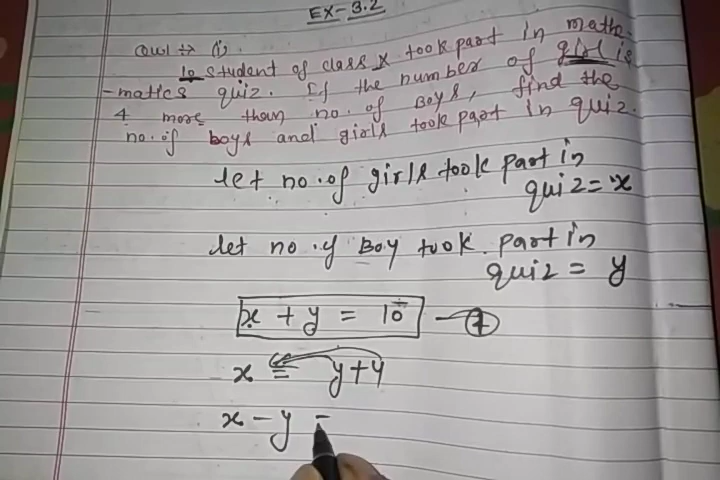 EX-3.2
Que → (i).
10 student of class X took part in mathe-
-matics quiz. If the number of girl is
4 more than no. of Boys, find the
no. of boys and girls took part in quiz.
let no. of girls took part in
quiz = x
let no. of Boy took part in
quiz = y
x + y = 10 — ①
x = y+4
x - y =